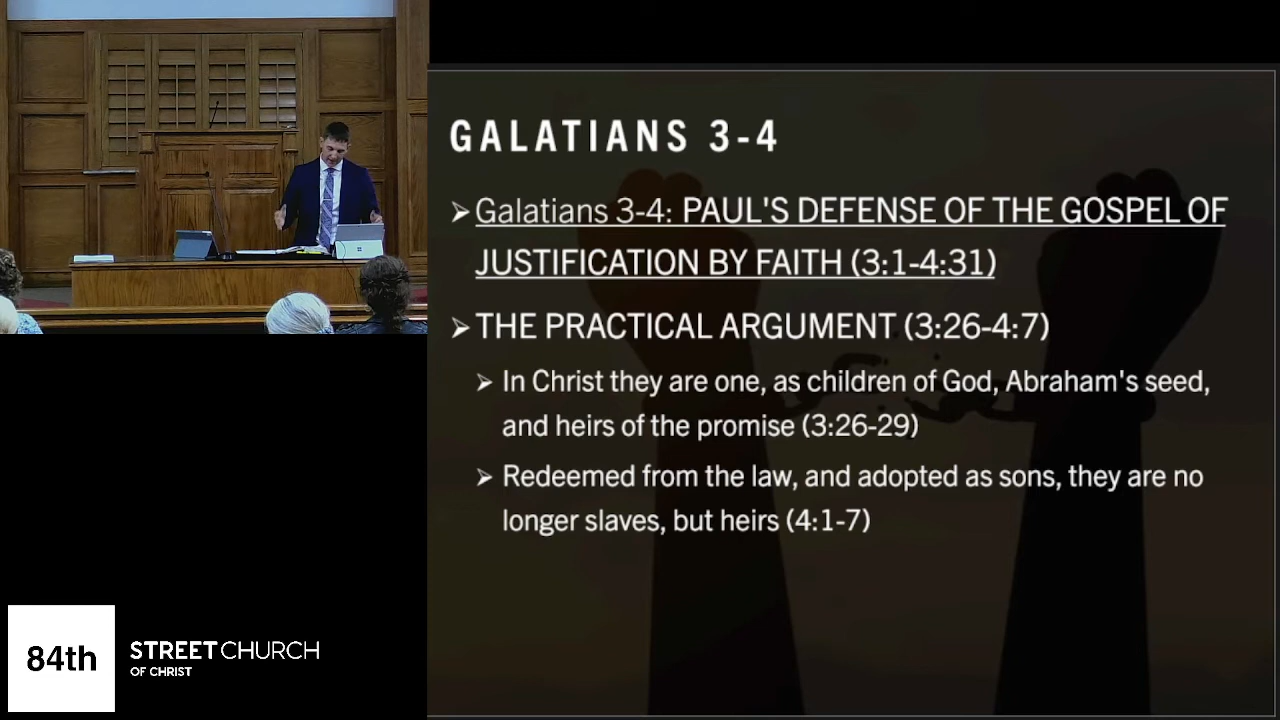 GALATIANS 3-4
➢ Galatians 3-4: PAUL'S DEFENSE OF THE GOSPEL OF
JUSTIFICATION BY FAITH (3:1-4:31)
➢ THE PRACTICAL ARGUMENT (3:26-4:7)
➢ In Christ they are one, as children of God, Abraham's seed,
and heirs of the promise (3:26-29)
➢ Redeemed from the law, and adopted as sons, they are no
longer slaves, but heirs (4:1-7)
84th
STREET CHURCH
OF CHRIST